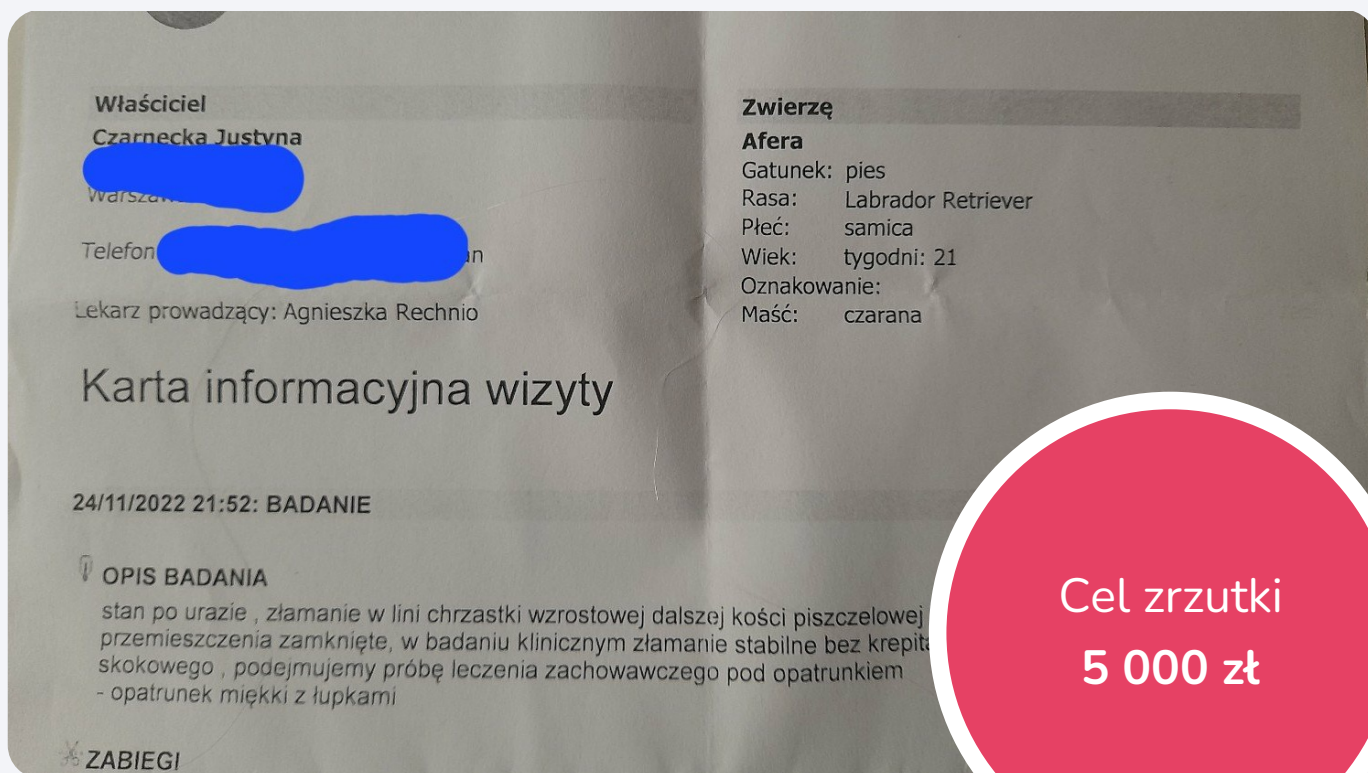 Właściciel
Czarnecka Justyna
Telefon
Lekarz prowadzący: Agnieszka Rechnio
Zwierzę
Afera
Gatunek: pies
Rasa: Labrador Retriever
Płeć: samica
Wiek: tygodni: 21
Oznakowanie:
Maść: czarana
Karta informacyjna wizyty
24/11/2022 21:52: BADANIE
OPIS BADANIA
stan po urazie , złamanie w lini chrzastki wzrostowej dalszej kości piszczelowej
przemieszczenia zamknięte, w badaniu klinicznym złamanie stabilne bez
skokowego , podejmujemy próbę leczenia zachowawczego pod opatrunkiem
- opatrunek miękki z łupkami
ZABIEGI
Cel zrzutki
5 000 zł